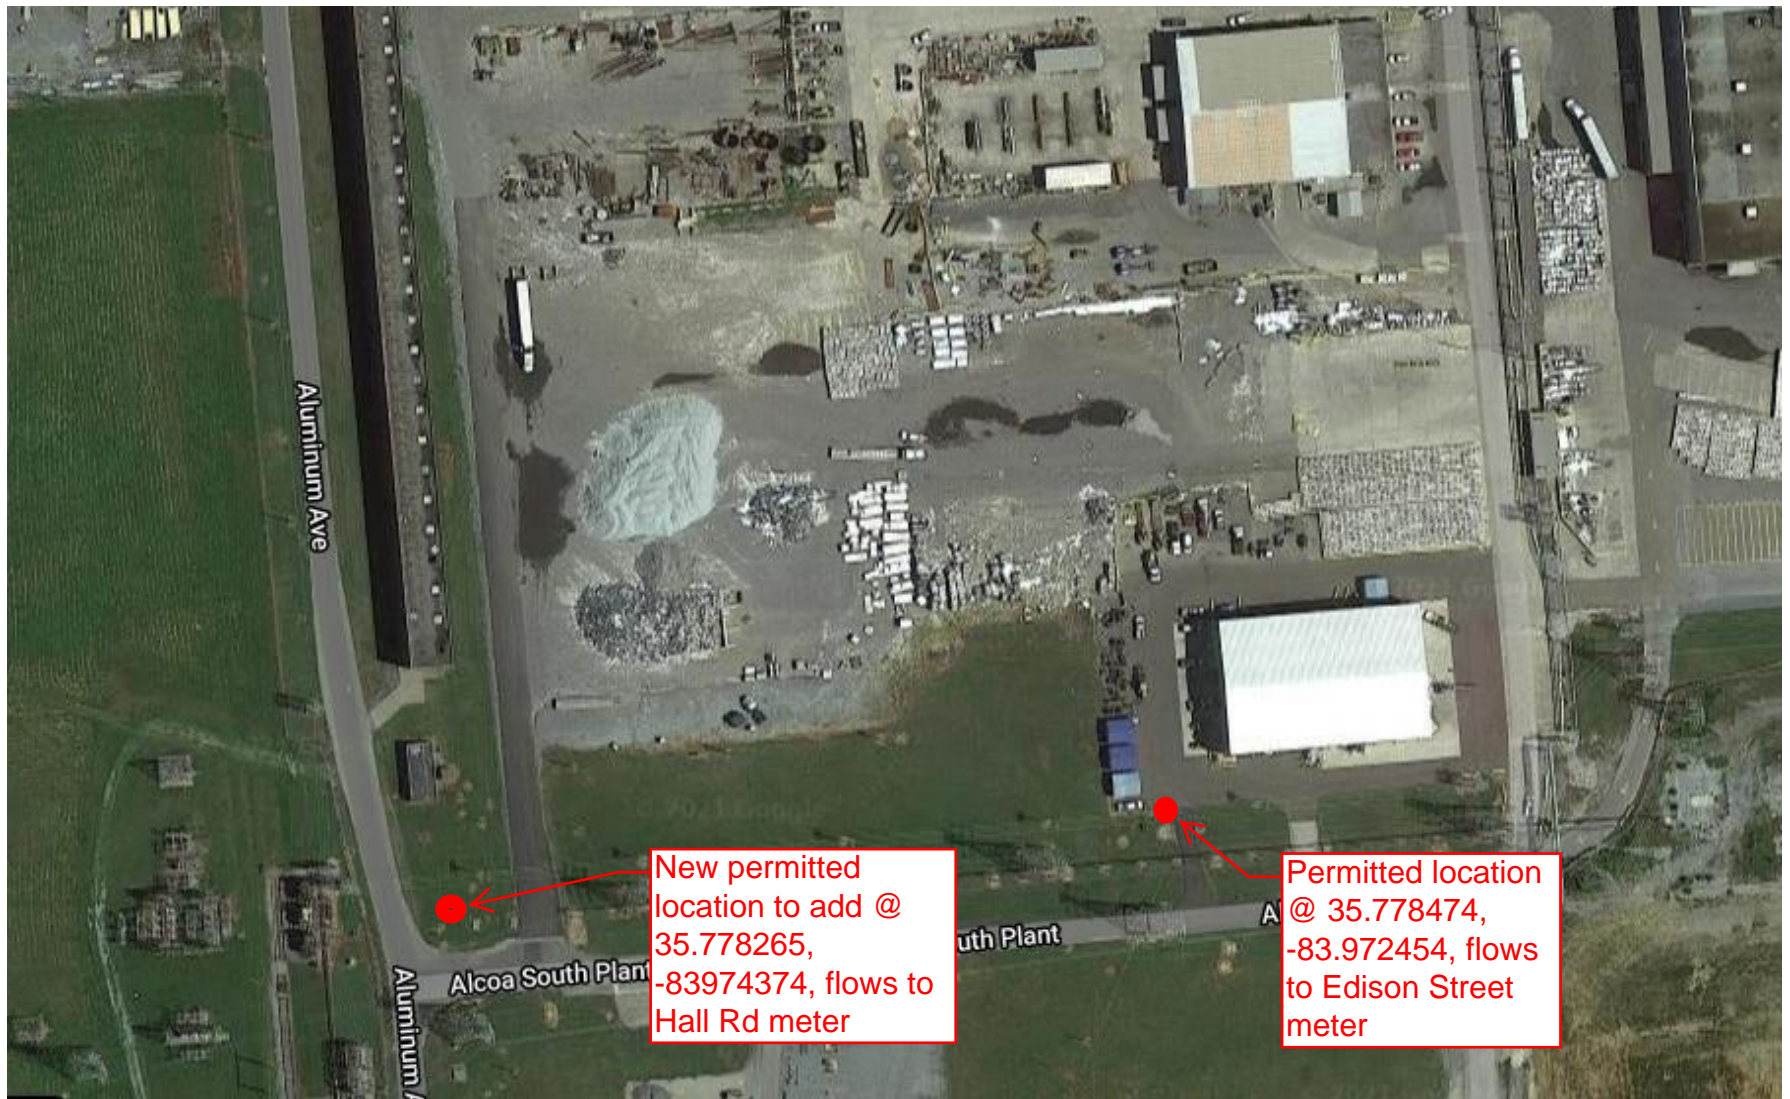 Aluminum Ave
New permitted
location to add @
35.778265,
-83974374, flows to
Hall Rd meter
Permitted location
@ 35.778474,
-83.972454, flows
to Edison Street
meter
Alcoa South Plant
uth Plant
Al
Aluminum A